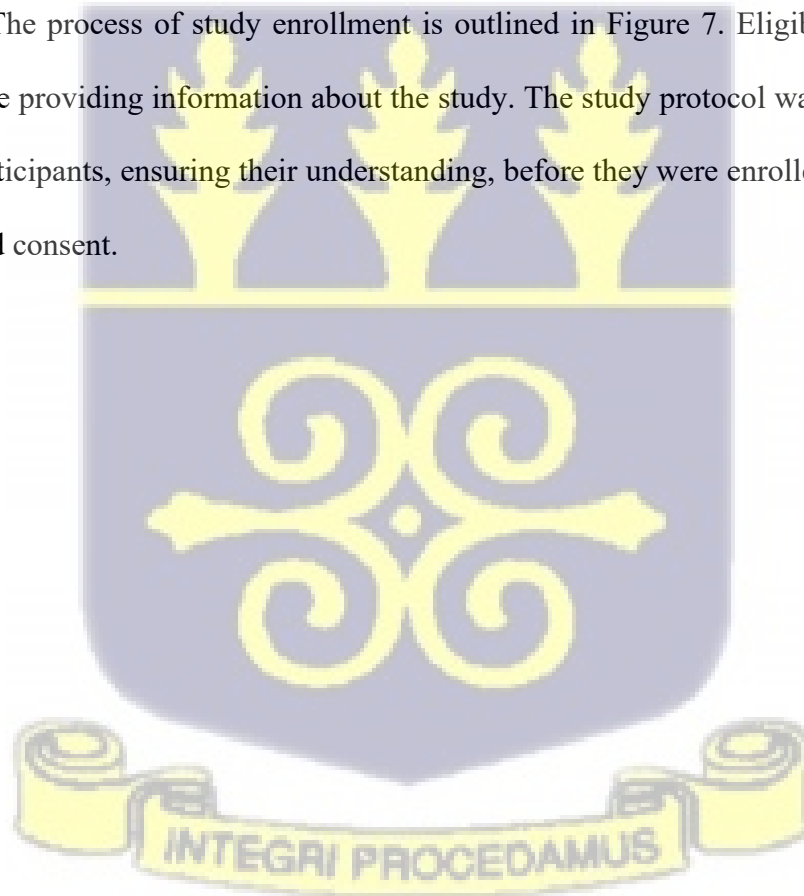 The process of study enrollment is outlined in Figure 7. Eligib
e providing information about the study. The study protocol wa
ticipants, ensuring their understanding, before they were enrolle
d consent.
INTEGRI PROCEDAMUS